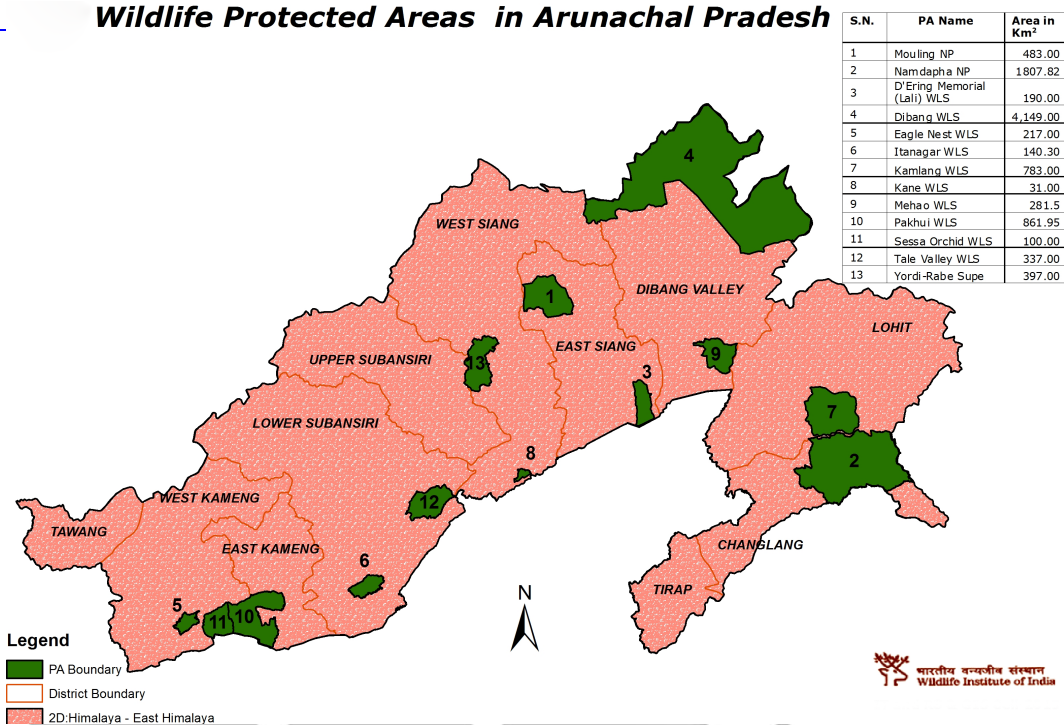 Wildlife Protected Areas in Arunachal Pradesh
S.N. PA Name Area in Km²
1 Mouling NP 483.00
2 Namdapha NP 1807.82
3 D'Ering Memorial (Lali) WLS 190.00
4 Dibang WLS 4,149.00
5 Eagle Nest WLS 217.00
6 Itanagar WLS 140.30
7 Kamlang WLS 783.00
8 Kane WLS 31.00
9 Mehao WLS 281.5
10 Pakhui WLS 861.95
11 Sessa Orchid WLS 100.00
12 Tale Valley WLS 337.00
13 Yordi-Rabe Supe 397.00
4
WEST SIANG
DIBANG VALLEY
1
LOHIT
EAST SIANG
UPPER SUBANSIRI
13
9
3
7
LOWER SUBANSIRI
8
2
WEST KAMENG
12
TAWANG
EAST KAMENG
CHANGLANG
6
TIRAP
N
5
11
10
Legend
PA Boundary
District Boundary
2D:Himalaya - East Himalaya
भारतीय वन्यजीव संस्थान
Wildlife Institute of India